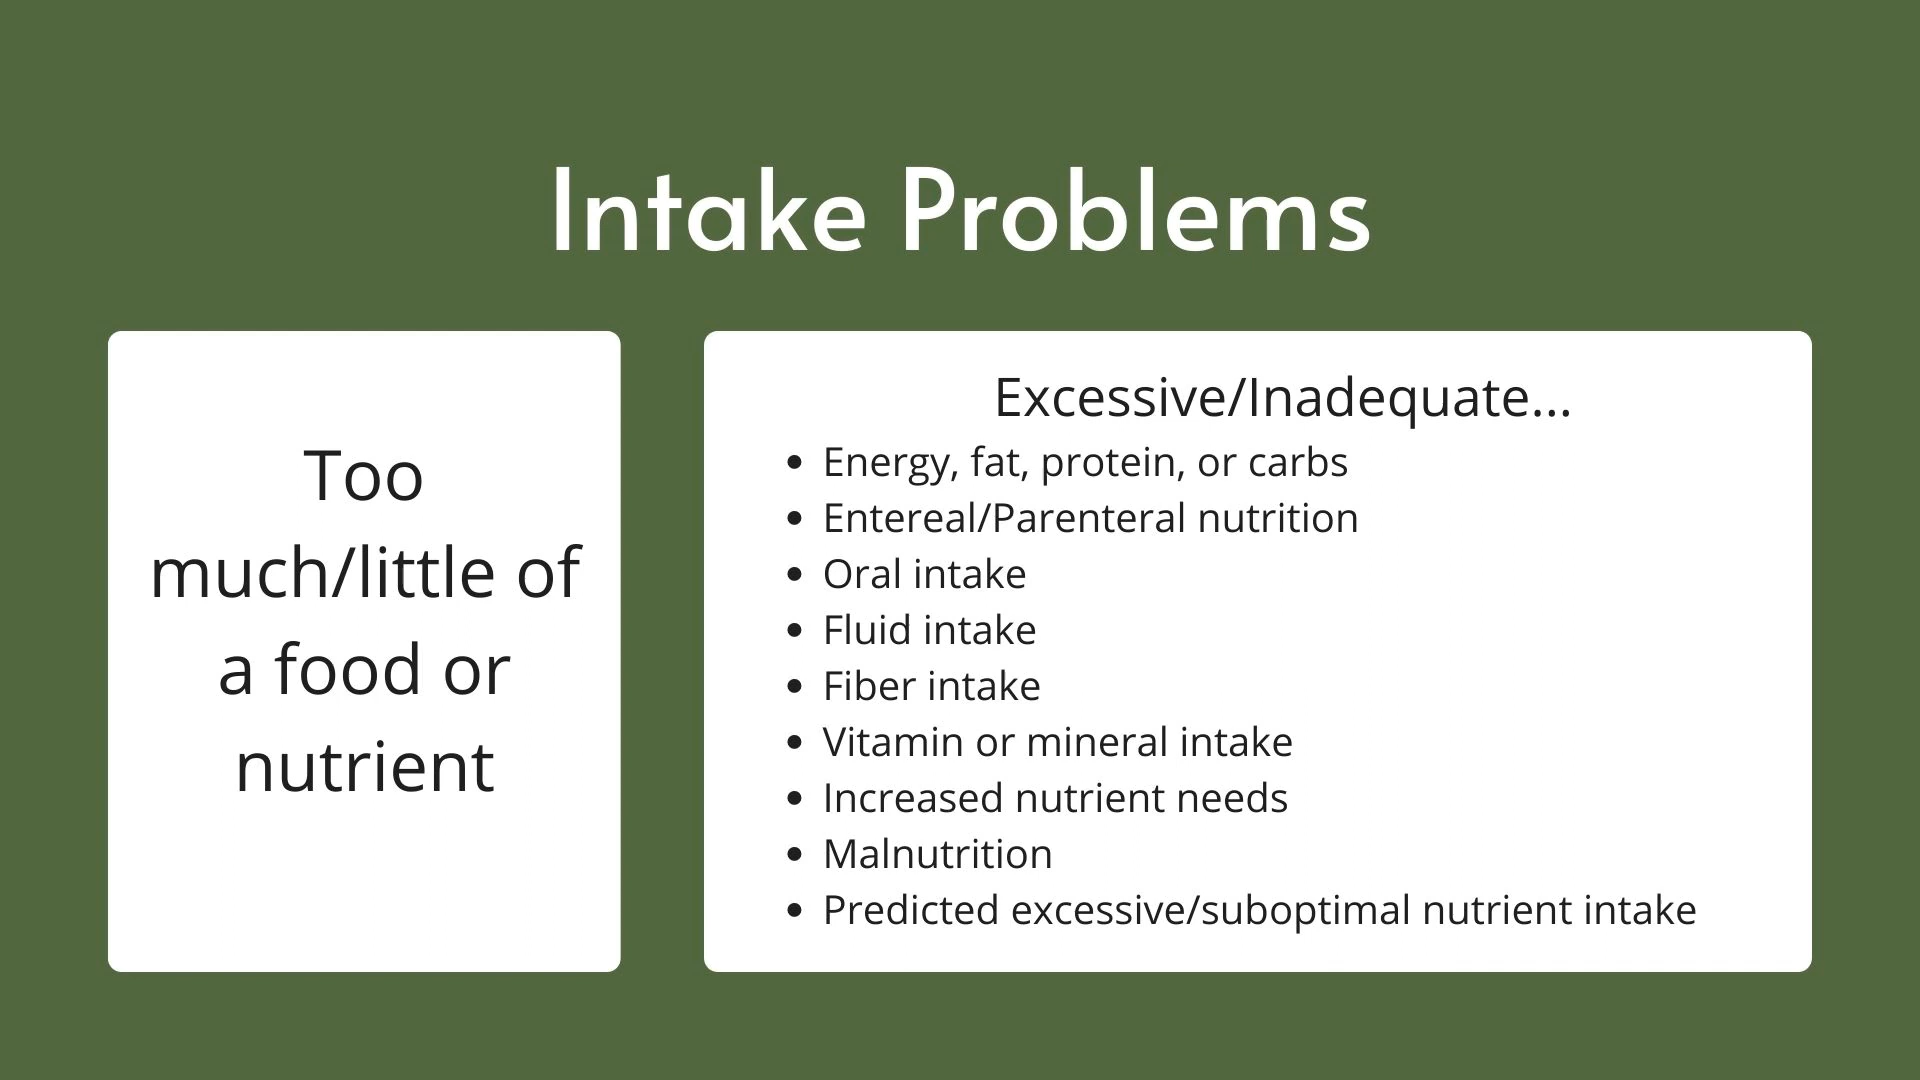 Intake Problems
Too
much/little of
a food or
nutrient
Excessive/Inadequate...
• Energy, fat, protein, or carbs
• Entereal/Parenteral nutrition
• Oral intake
• Fluid intake
• Fiber intake
• Vitamin or mineral intake
• Increased nutrient needs
• Malnutrition
• Predicted excessive/suboptimal nutrient intake